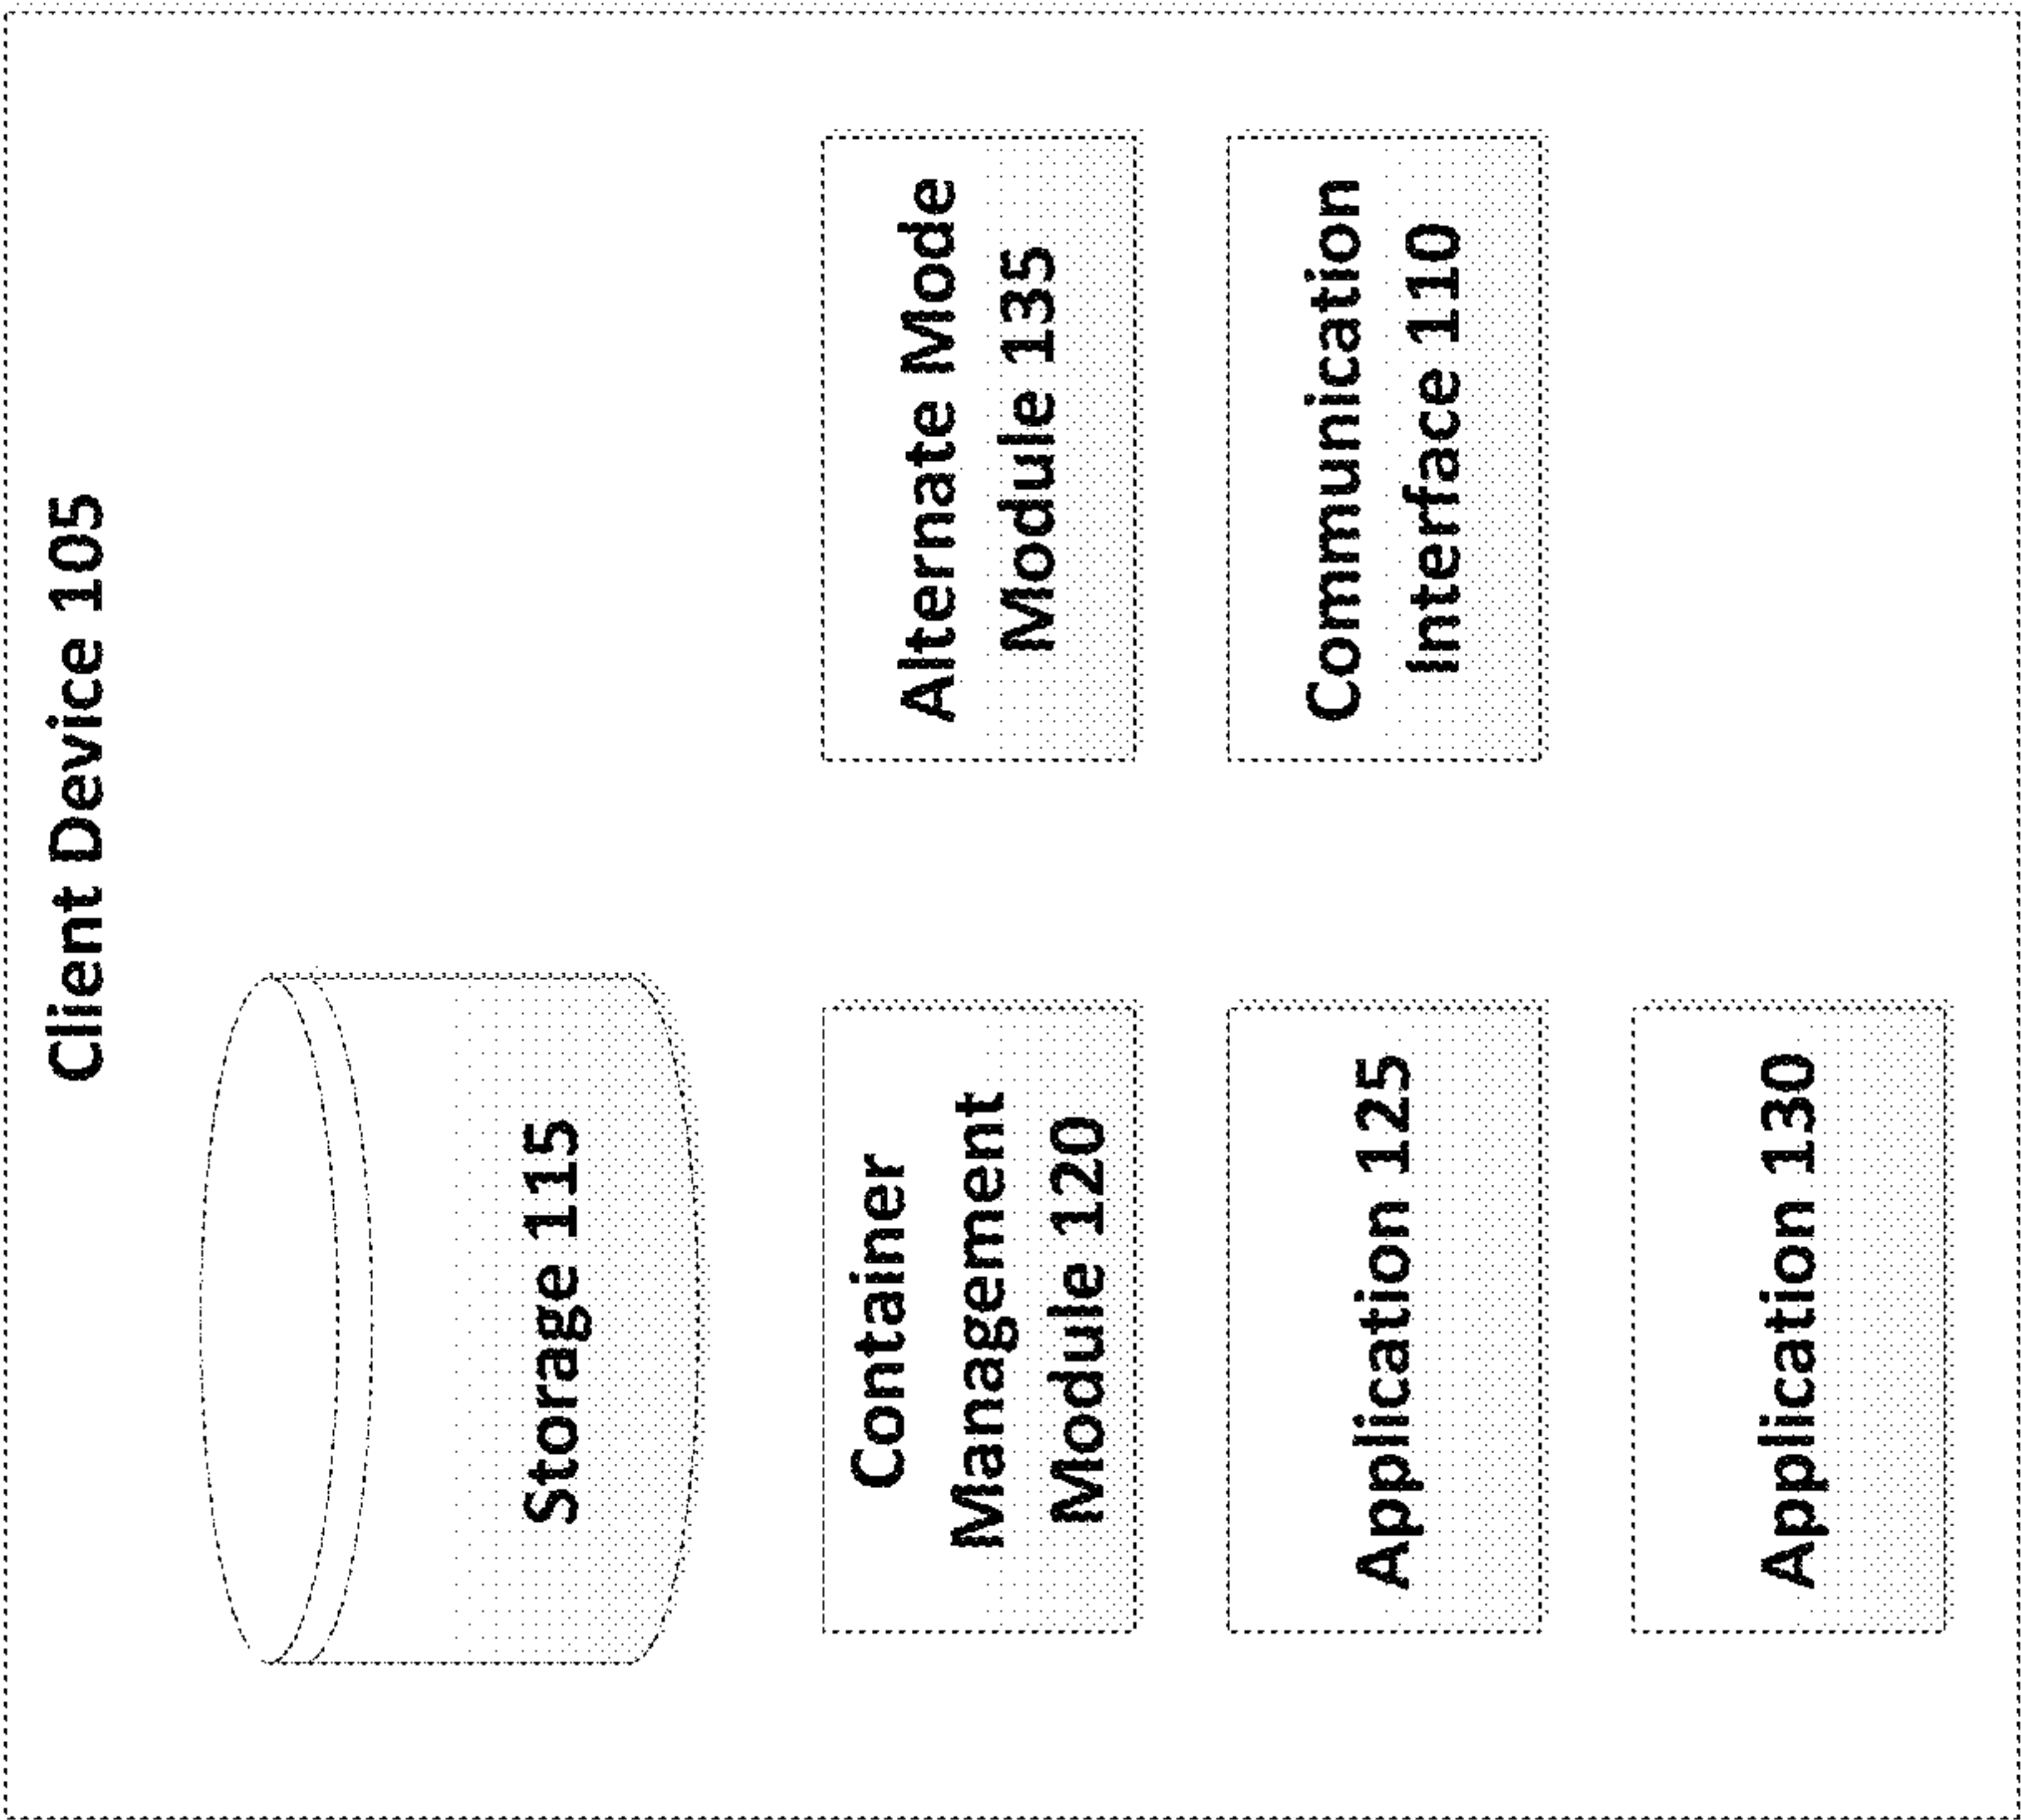 Client Device 105
Storage 115
Container
Management
Module 120
Alternate Mode
Module 135
Application 125
Communication
Interface 110
Application 130